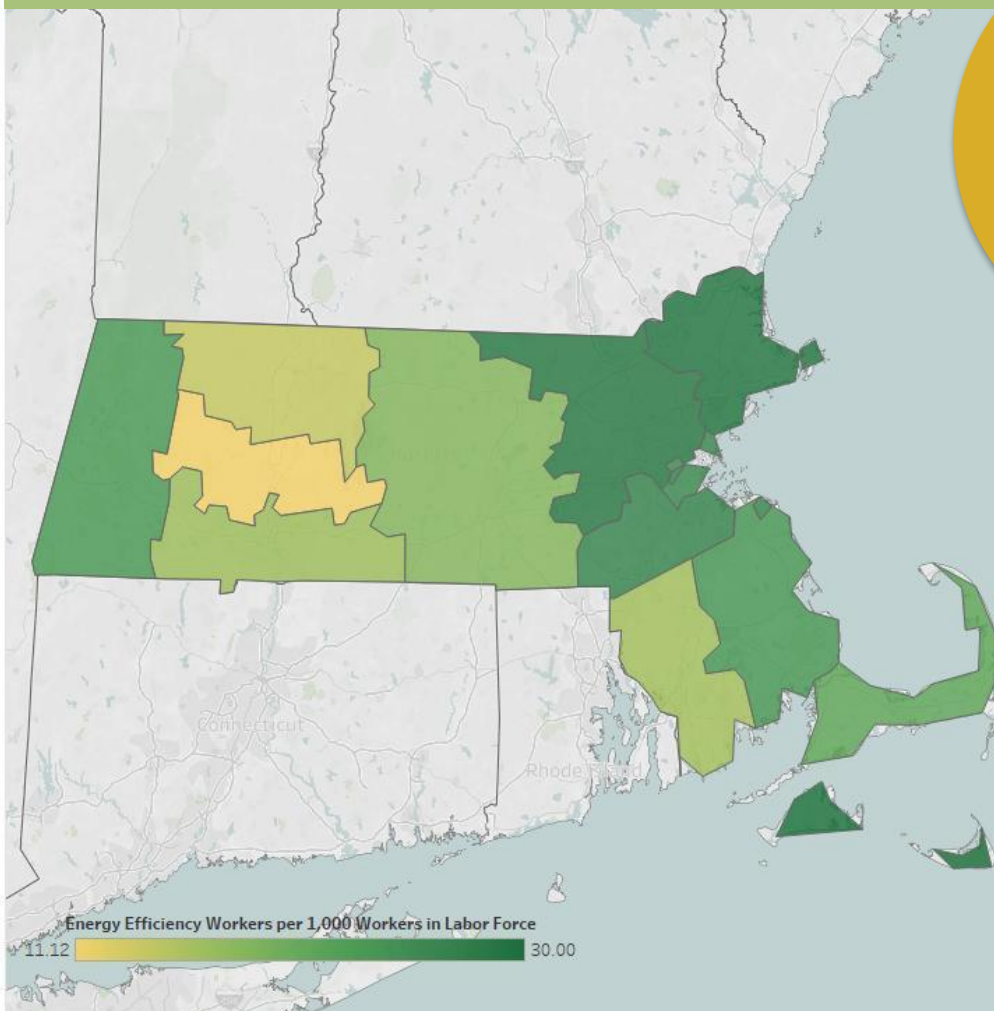 Connecticut
Rhode Island
Energy Efficiency Workers per 1,000 Workers in Labor Force
11.12 30.00